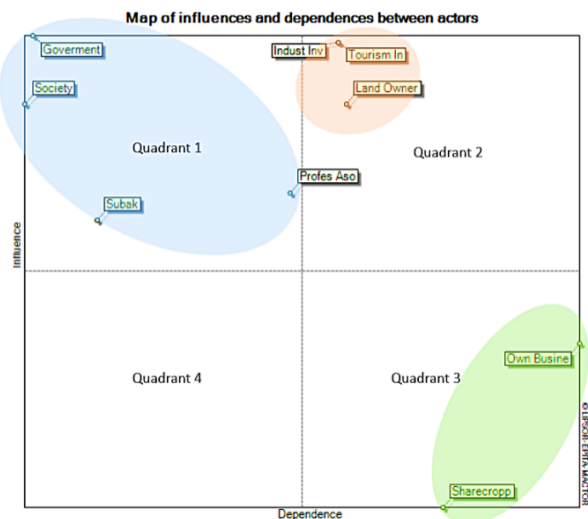 Map of influences and dependences between actors
Goverment
Indust Inv
Tourism In
Society
Land Owner
Quadrant 1
Quadrant 2
Profes Aso
Subak
Influence
Own Busine
Quadrant 4
Quadrant 3
Sharecropp
Dependence
© LIPSOR-EPITA-MACTOR